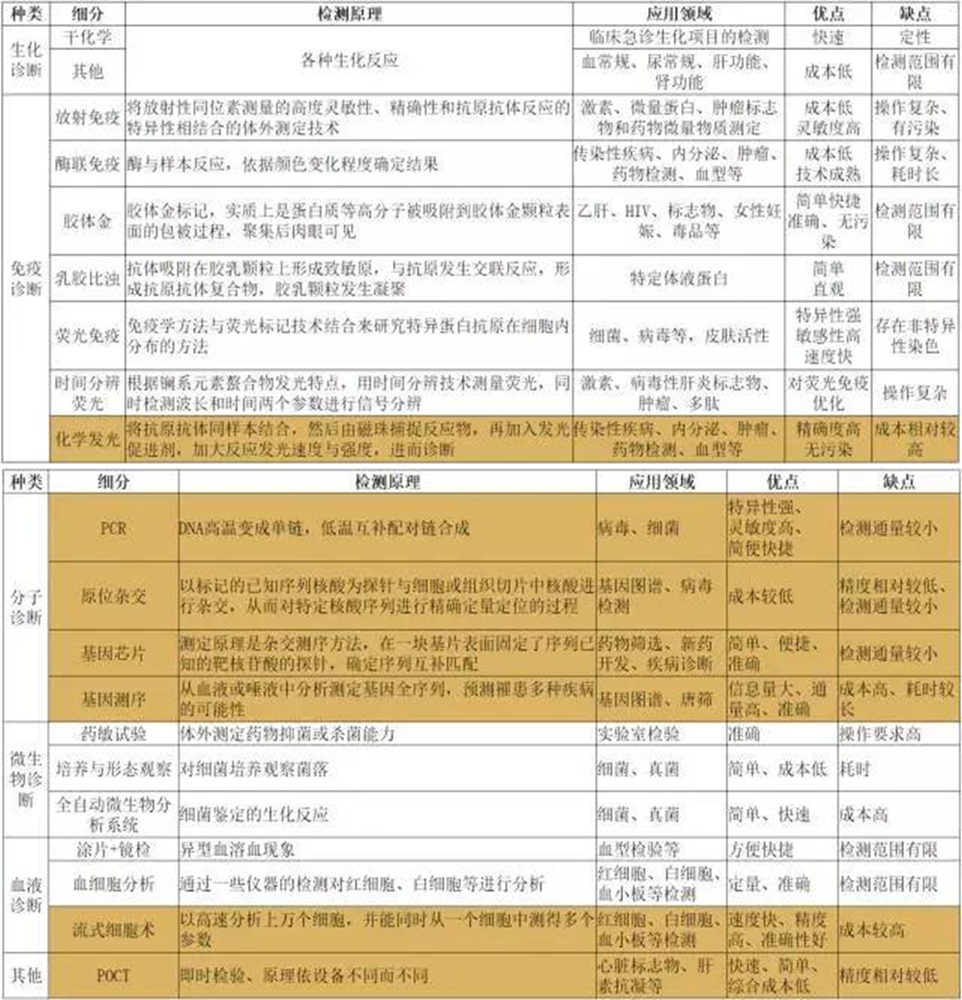 种类 细分 检测原理 应用领域 优点 缺点
生化
诊断
干化学 各种生化反应 临床急诊生化项目的检测 快速 定性
其他 血常规、尿常规、肝功能、
肾功能
成本低 检测范围有
限
免疫
诊断
放射免疫 将放射性同位素测量的高度灵敏性、精确性和抗原抗体反应的
特异性相结合的体外测定技术
激素、微量蛋白、肿瘤标志
物和药物微量物质测定
成本低
灵敏度高
操作复杂、
有污染
酶联免疫 酶与样本反应，依据颜色变化程度确定结果
传染性疾病、内分泌、肿瘤、
药物检测、血型等
成本低
技术成熟
操作复杂、
耗时长
胶体金 胶体金标记，实质上是蛋白质等高分子被吸附到胶体金颗粒表
面的包被过程，聚集后肉眼可见
乙肝、HIV、标志物、女性妊
娠、毒品等
简单快捷
准确、无污
染
检测范围有
限
乳胶比浊 抗体吸附在胶乳颗粒上形成致敏原，与抗原发生交联反应，形
成抗原抗体复合物，胶乳颗粒发生凝聚
特定体液蛋白
简单
直观
检测范围有
限
荧光免疫 免疫学方法与荧光标记技术结合来研究特异蛋白抗原在细胞内
分布的方法
细菌、病毒等，皮肤活性
特异性强
敏感性高
速度快
存在非特异
性染色
时间分辨
荧光
根据镧系元素螯合物发光特点，用时间分辨技术测量荧光，同
时检测波长和时间两个参数进行信号分辨
激素、病毒性肝炎标志物、
肿瘤、多肽
对荧光免疫
优化
操作复杂
化学发光 将抗原抗体同样本结合，然后由磁珠捕捉反应物，再加入发光
促进剂，加大反应发光速度与强度，进而诊断
传染性疾病、内分泌、肿瘤、
药物检测、血型等
精确度高
无污染
成本相对较
高
种类 细分 检测原理 应用领域 优点 缺点
分子
诊断
PCR DNA高温变成单链，低温互补配对链合成 病毒、细菌
特异性强、
灵敏度高、
简便快捷
检测通量较小
原位杂交 以标记的已知序列核酸为探针与细胞或组织切片中核酸进
行杂交，从而对特定核酸序列进行精确定量定位的过程
基因图谱、病毒
检测
成本较低
精度相对较低、
检测通量较小
基因芯片 测定原理是杂交测序方法，在一块基片表面固定了序列已
知的靶核苷酸的探针，确定序列互补匹配
药物筛选、新药
开发、疾病诊断
简单、便捷、
准确
检测通量较小
基因测序 从血液或唾液中分析测定基因全序列，预测罹患多种疾病
的可能性
基因图谱、唐筛
信息量大、通
量高、准确
成本高、耗时较
长
微生
物诊
断
药敏试验 体外测定药物抑菌或杀菌能力 实验室检验 准确 操作要求高
培养与形态观察 对细菌培养观察菌落 细菌、真菌 简单、成本低 耗时
全自动微生物分
析系统
细菌鉴定的生化反应 细菌、真菌 简单、快速 成本高
血液
诊断
涂片+镜检 异型血溶血现象 血型检验等 方便快捷 检测范围有限
血细胞分析 通过一些仪器的检测对红细胞、白细胞等进行分析
红细胞、白细胞、
血小板等检测
定量、准确 检测范围有限
流式细胞术 以高速分析上万个细胞，并能同时从一个细胞中测得多个
参数
红细胞、白细胞、
血小板等检测
速度快、精度
高、准确性好
成本较高
其他 POCT 即时检验、原理依设备不同而不同
心脏标志物、肝
素抗凝等
快速、简单、
综合成本低
精度相对较低